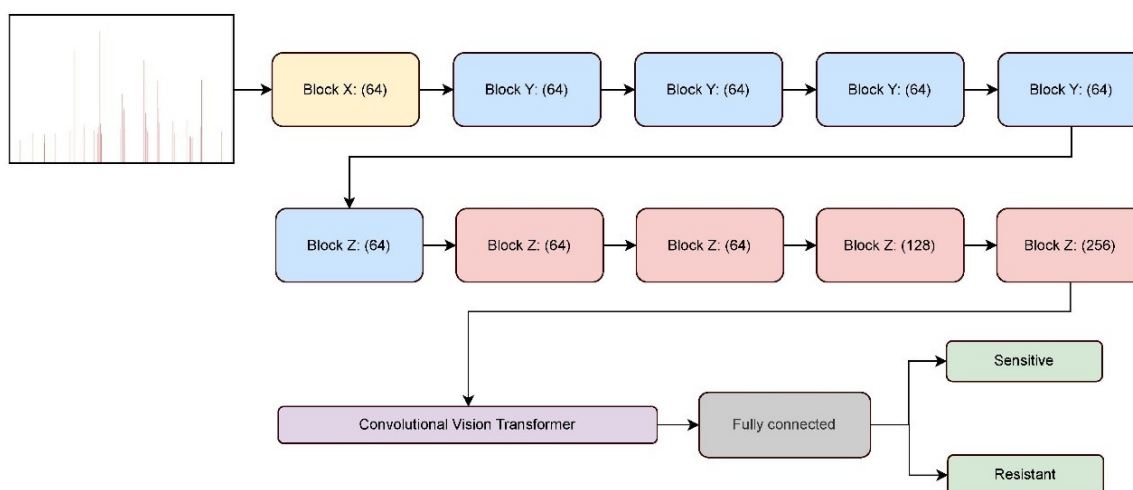 Block X: (64)
Block Y: (64)
Block Y: (64)
Block Y: (64)
Block Y: (64)
Block Z: (64)
Block Z: (64)
Block Z: (64)
Block Z: (128)
Block Z: (256)
Sensitive
Convolutional Vision Transformer
Fully connected
Resistant